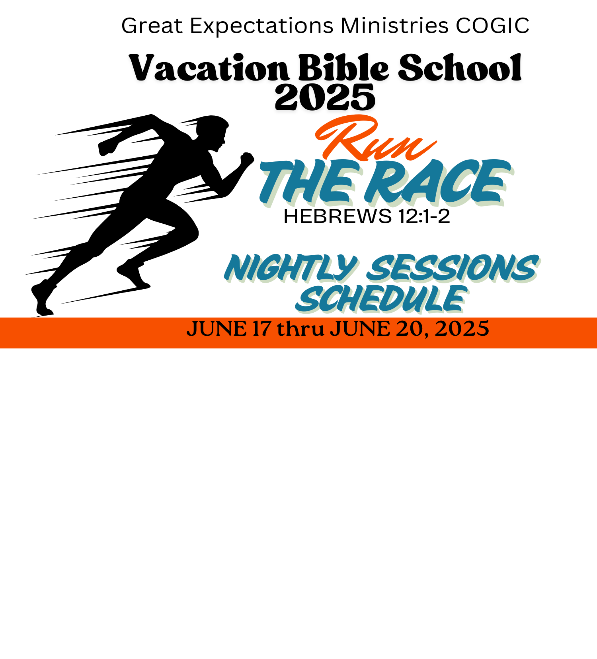 Great Expectations Ministries COGIC
Vacation Bible School
2025
Run
THE RACE
HEBREWS 12:1-2
NIGHTLY SESSIONS
SCHEDULE
JUNE 17 thru JUNE 20, 2025